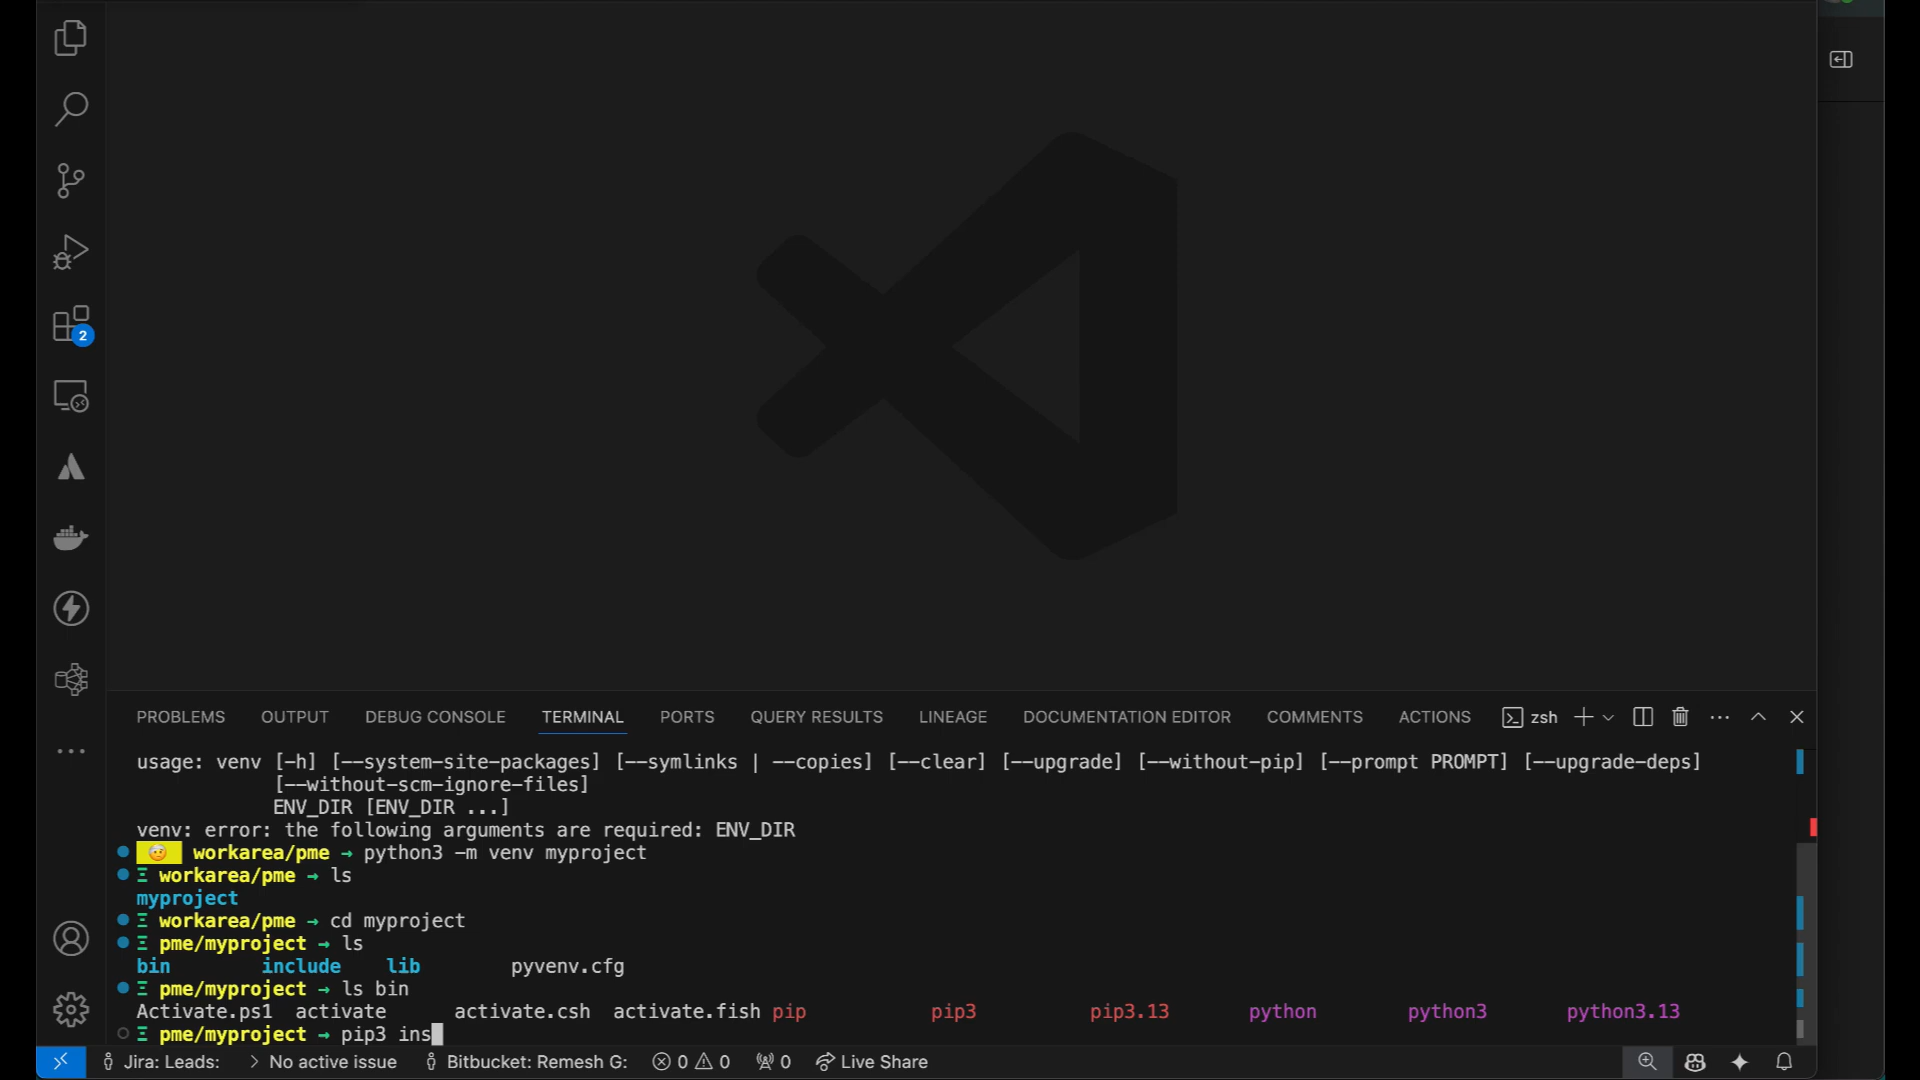 2
PROBLEMS OUTPUT DEBUG CONSOLE TERMINAL PORTS QUERY RESULTS LINEAGE DOCUMENTATION EDITOR COMMENTS ACTIONS zsh
usage: venv [-h] [--system-site-packages] [--symlinks | --copies] [--clear] [--upgrade] [--without-pip] [--prompt PROMPT] [--upgrade-deps]
[--without-scm-ignore-files]
ENV_DIR [ENV_DIR ...]
venv: error: the following arguments are required: ENV_DIR
🤕 workarea/pme → python3 -m venv myproject
Ξ workarea/pme → ls
myproject
Ξ workarea/pme → cd myproject
Ξ pme/myproject → ls
bin include lib pyvenv.cfg
Ξ pme/myproject → ls bin
Activate.ps1 activate activate.csh activate.fish pip pip3 pip3.13 python python3 python3.13
Ξ pme/myproject → pip3 ins
Jira: Leads: > No active issue Bitbucket: Remesh G: 0 0 0 Live Share